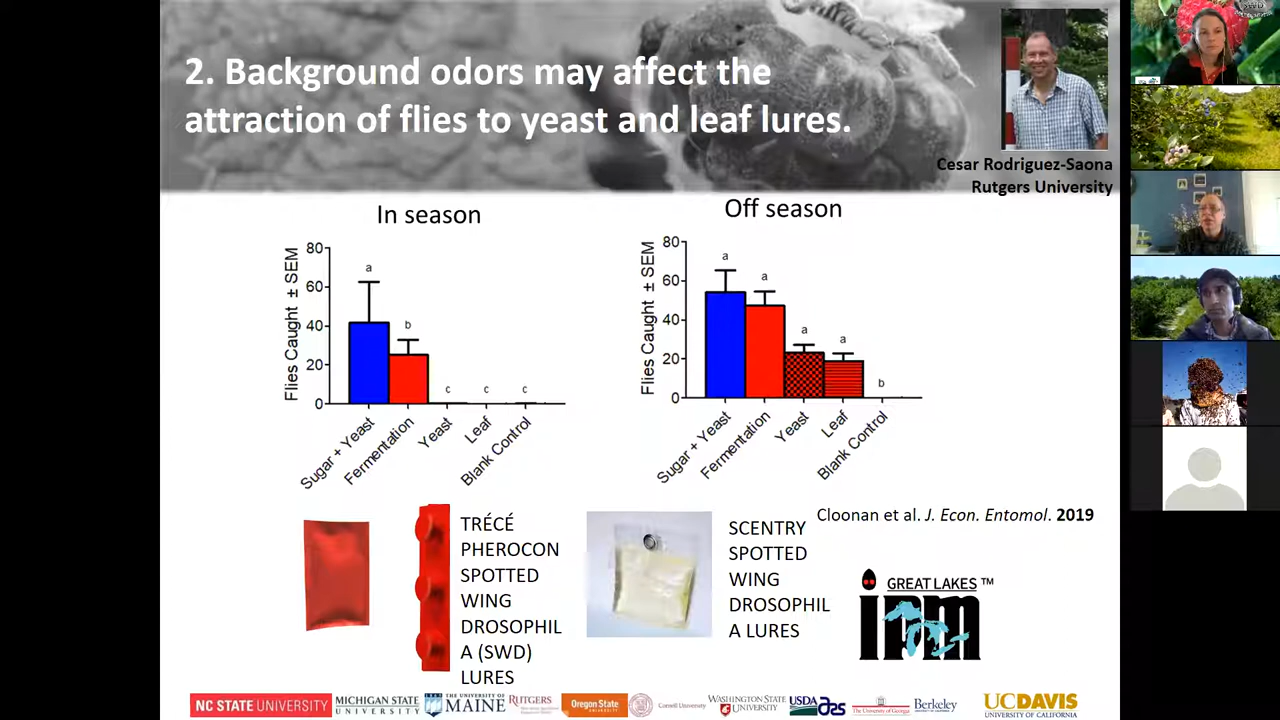 2. Background odors may affect the
attraction of flies to yeast and leaf lures.
Cesar Rodriguez-Saona
Rutgers University
In season
Flies Caught ± SEM
80
60
40
20
0
a
b
c
c
c
Sugar + Yeast
Fermentation
Yeast
Leaf
Blank Control
Off season
Flies Caught ± SEM
80
60
40
20
0
a
a
a
a
b
Sugar + Yeast
Fermentation
Yeast
Leaf
Blank Control
TRÉCÉ
PHEROCON
SPOTTED
WING
DROSOPHIL
A (SWD)
LURES
SCENTRY
SPOTTED
WING
DROSOPHIL
A LURES
Cloonan et al. J. Econ. Entomol. 2019
GREAT LAKES ™
ipm
NC STATE UNIVERSITY
MICHIGAN STATE
UNIVERSITY
THE UNIVERSITY OF
MAINE
RUTGERS
Oregon State
Cornell University
WASHINGTON STATE
UNIVERSITY
USDA
The University of Georgia
Berkeley
UCDAVIS
UNIVERSITY OF CALIFORNIA